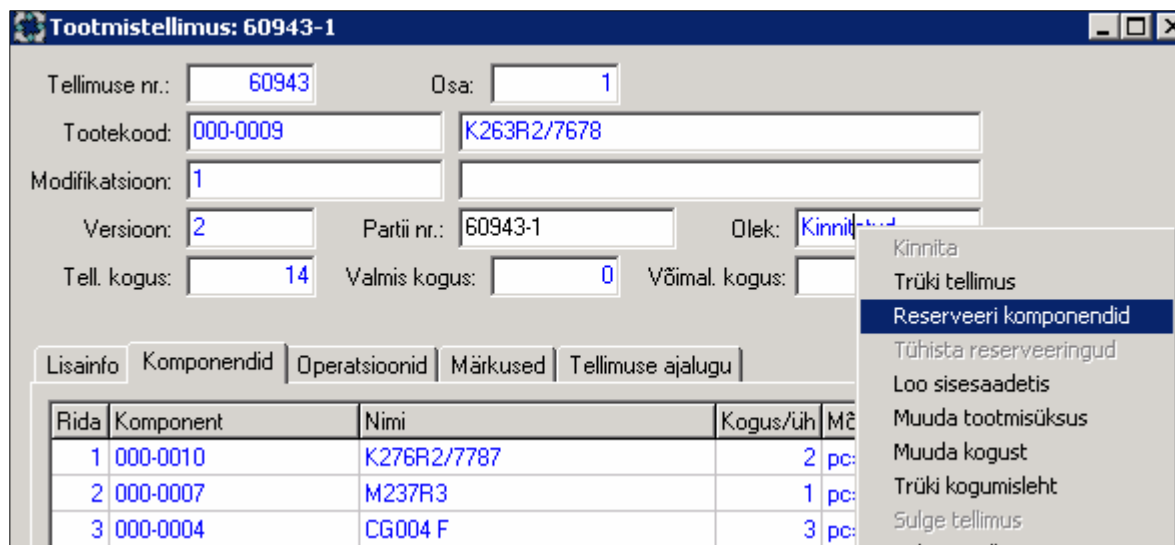 Tootmistellimus: 60943-1
Tellimuse nr.: 60943 Osa: 1
Tootekood: 000-0009 K263R2/7678
Modifikatsioon: 1
Versioon: 2 Partii nr.: 60943-1 Olek: Kinnitatud
Tell. kogus: 14 Valmis kogus: 0 Võimal. kogus:
Kinnita
Trüki tellimus
Reserveeri komponendid
Tühista reserveeringud
Loo sisesaadetis
Muuda tootmisüksus
Muuda kogust
Trüki kogumisleht
Sulge tellimus
Lisainfo Komponendid Operatsioonid Märkused Tellimuse ajalugu
Rida Komponent Nimi Kogus/üh
1 000-0010 K276R2/7787 2
2 000-0007 M237R3 1
3 000-0004 CG004 F 3